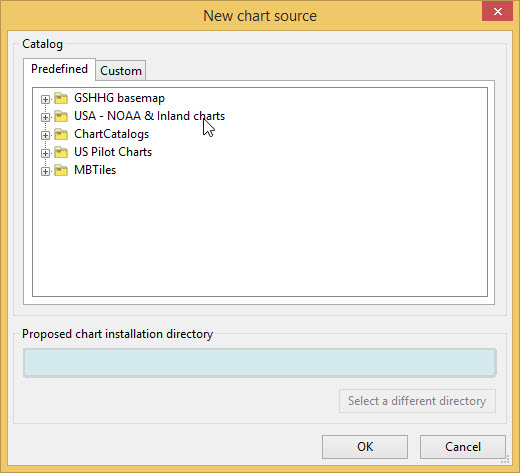 New chart source
Catalog
Predefined
Custom
GSHHG basemap
USA - NOAA & Inland charts
ChartCatalogs
US Pilot Charts
MBTiles
Proposed chart installation directory
Select a different directory
OK
Cancel